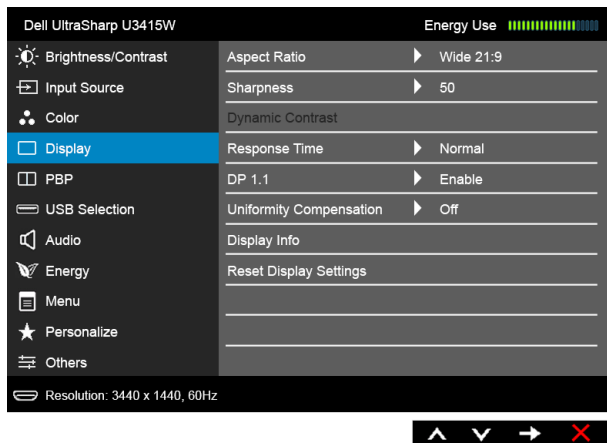 Dell UltraSharp U3415W Energy Use
Brightness/Contrast Aspect Ratio Wide 21:9
Input Source Sharpness 50
Color Dynamic Contrast
Display Response Time Normal
PBP DP 1.1 Enable
USB Selection Uniformity Compensation Off
Audio Display Info
Energy Reset Display Settings
Menu
Personalize
Others
Resolution: 3440 x 1440, 60Hz